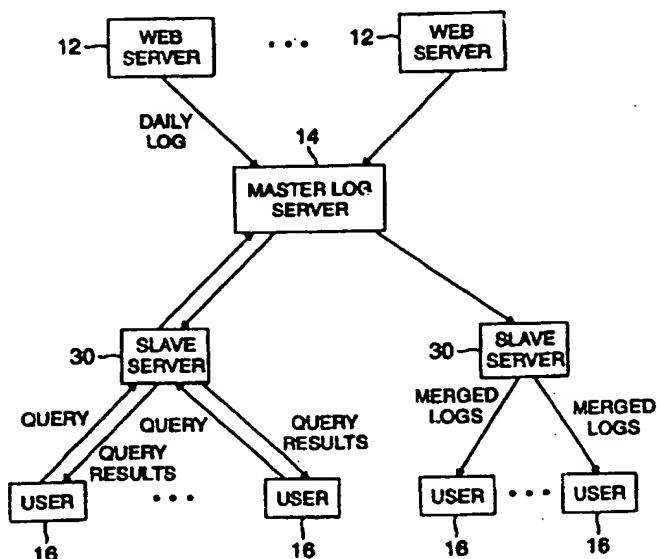 12
WEB
SERVER
• • •
12
WEB
SERVER
DAILY
LOG
14
MASTER LOG
SERVER
30
SLAVE
SERVER
30
SLAVE
SERVER
QUERY
QUERY
RESULTS
QUERY
QUERY
RESULTS
MERGED
LOGS
MERGED
LOGS
USER
• • •
USER
USER
• • •
USER
16
16
16
16